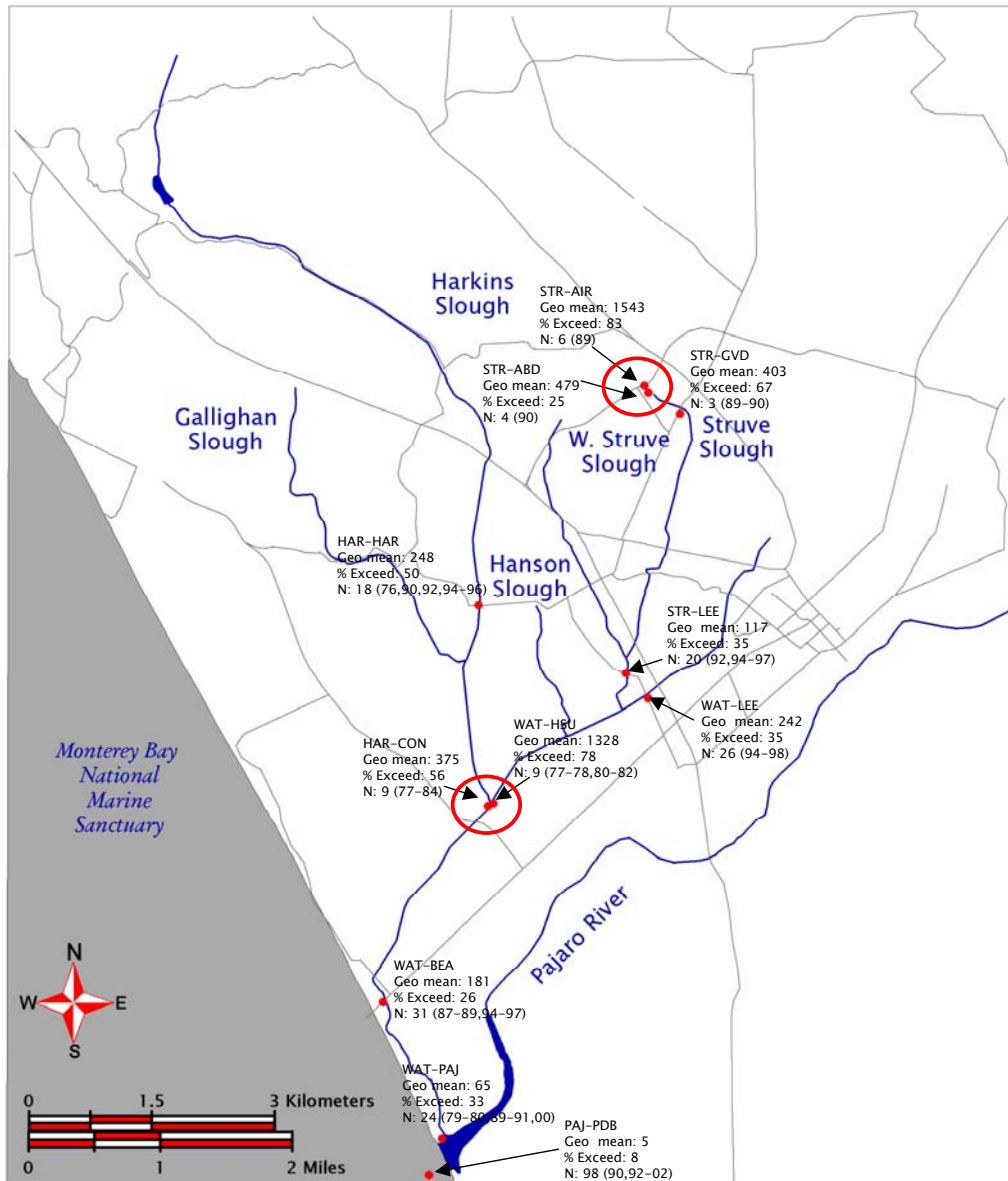 Harkins
Slough
STR-AIR
Geo mean: 1543
% Exceed: 83
N: 6 (89)
STR-GVD
Geo mean: 403
% Exceed: 67
N: 3 (89-90)
STR-ABD
Geo mean: 479
% Exceed: 25
N: 4 (90)
Gallighan
Slough
W. Struve
Slough
Struve
Slough
HAR-HAR
Geo mean: 248
% Exceed: 50
N: 18 (76,90,92,94-96)
Hanson
Slough
STR-LEE
Geo mean: 117
% Exceed: 35
N: 20 (92,94-97)
WAT-LEE
Geo mean: 242
% Exceed: 35
N: 26 (94-98)
WAT-HSU
Geo mean: 1328
% Exceed: 78
N: 9 (77-78,80-82)
HAR-CON
Geo mean: 375
% Exceed: 56
N: 9 (77-84)
Monterey Bay
National
Marine
Sanctuary
Pajaro River
N
W
E
S
WAT-BEA
Geo mean: 181
% Exceed: 26
N: 31 (87-89,94-97)
WAT-PAJ
Geo mean: 65
% Exceed: 33
N: 24 (79-80,89-91,00)
0 1.5 3 Kilometers
0 1 2 Miles
PAJ-PDB
Geo mean: 5
% Exceed: 8
N: 98 (90,92-02)